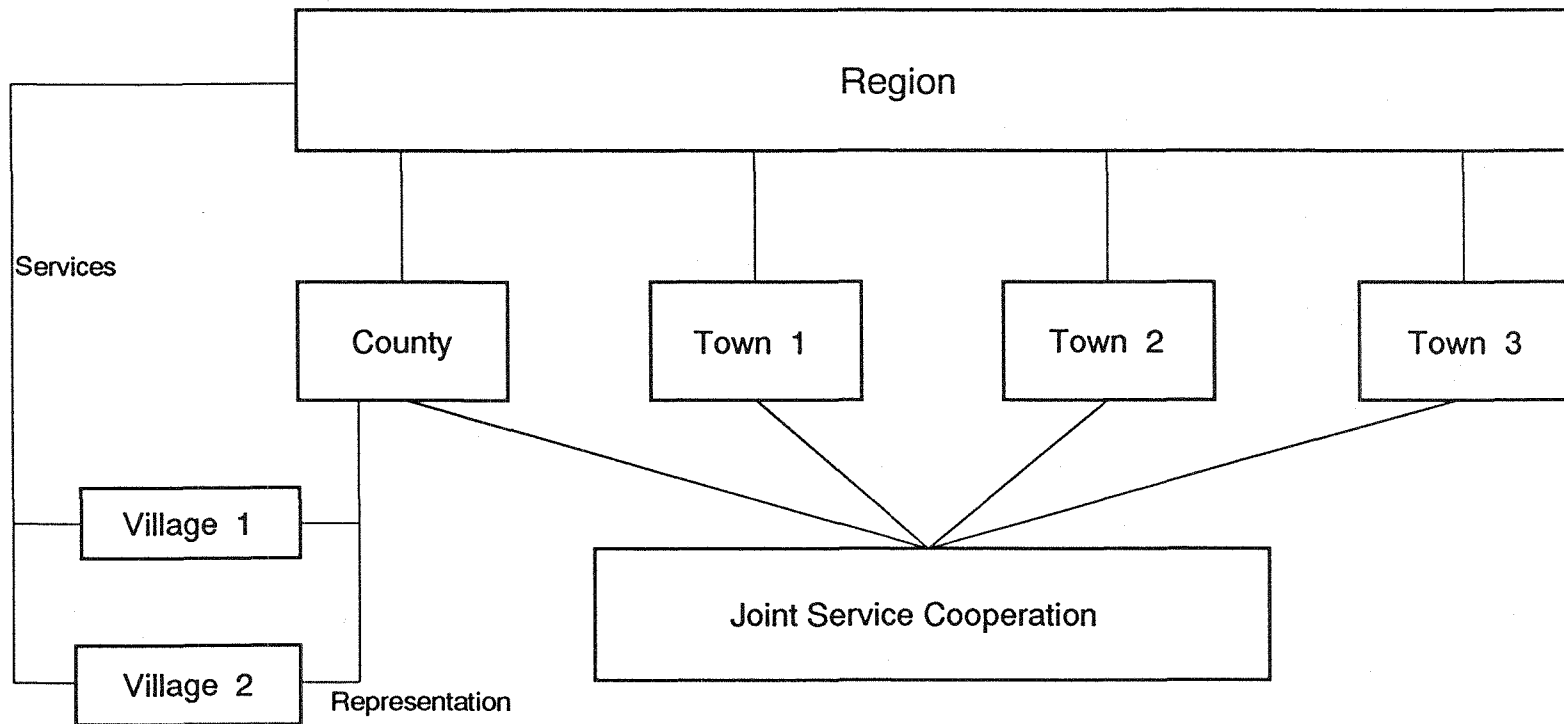 Region
Services
County
Town 1
Town 2
Town 3
Village 1
Joint Service Cooperation
Village 2
Representation